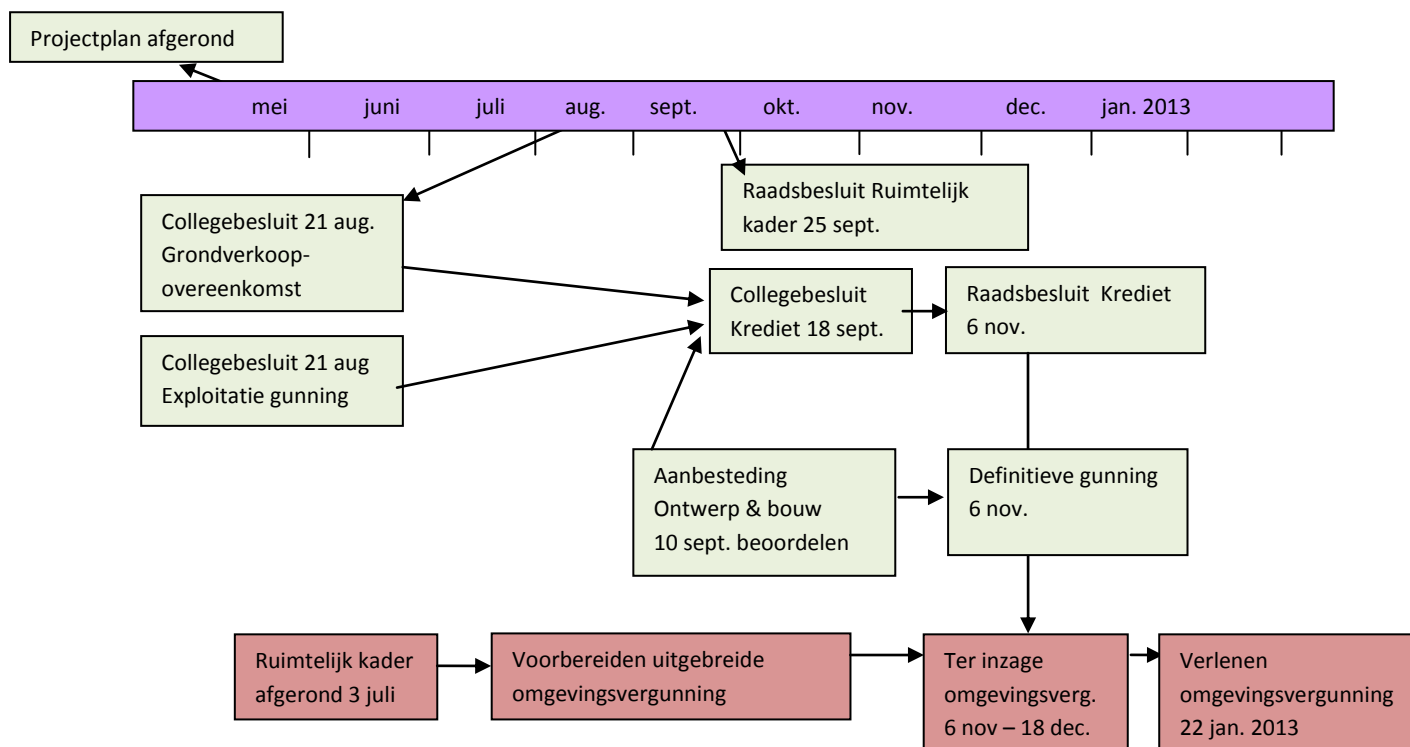 Projectplan afgerond
mei juni juli aug. sept. okt. nov. dec. jan. 2013
Raadsbesluit Ruimtelijk
kader 25 sept.
Collegebesluit 21 aug.
Grondverkoop-
overeenkomst
Collegebesluit
Krediet 18 sept.
Raadsbesluit Krediet
6 nov.
Collegebesluit 21 aug
Exploitatie gunning
Aanbesteding
Ontwerp & bouw
10 sept. beoordelen
Definitieve gunning
6 nov.
Ruimtelijk kader
afgerond 3 juli
Voorbereiden uitgebreide
omgevingsvergunning
Ter inzage
omgevingsverg.
6 nov – 18 dec.
Verlenen
omgevingsvergunning
22 jan. 2013